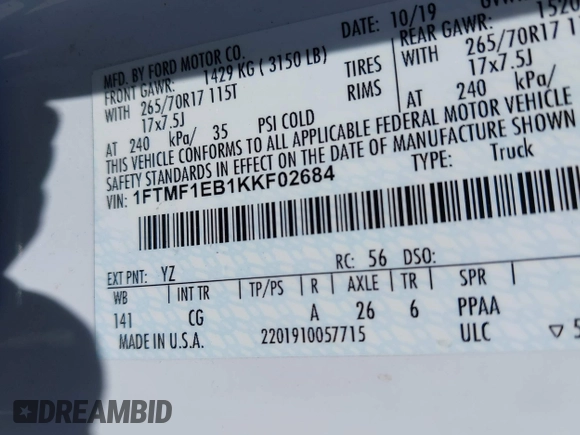 MFD. BY FORD MOTOR CO.
DATE: 10/19
FRONT GAWR: 1429 KG ( 3150 LB)
REAR GAWR: 1520
WITH 265/70R17 115T TIRES
WITH 265/70R17 11
17x7.5J RIMS
17x7.5J
AT 240 kPa/ 35 PSI COLD
AT 240 kPa/
THIS VEHICLE CONFORMS TO ALL APPLICABLE FEDERAL MOTOR VEHICLE
SAFETY STANDARDS IN EFFECT ON THE DATE OF MANUFACTURE SHOWN
VIN: 1FTMF1EB1KKF02684
TYPE: Truck
EXT PNT: YZ RC: 56 DSO:
WB INT TR TP/PS R AXLE TR SPR
141 CG A 26 6 PPAA
MADE IN U.S.A. 2201910057715 ULC
DREAMBID